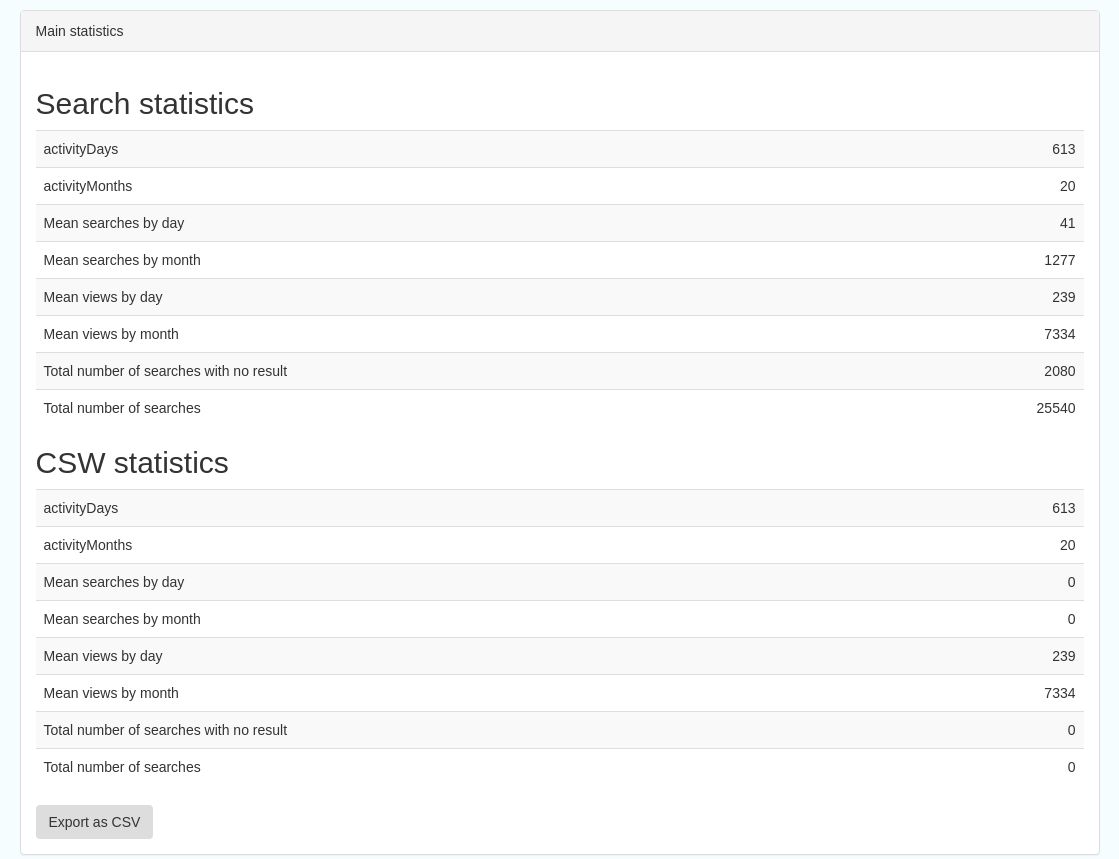 Main statistics
Search statistics
activityDays 613
activityMonths 20
Mean searches by day 41
Mean searches by month 1277
Mean views by day 239
Mean views by month 7334
Total number of searches with no result 2080
Total number of searches 25540
CSW statistics
activityDays 613
activityMonths 20
Mean searches by day 0
Mean searches by month 0
Mean views by day 239
Mean views by month 7334
Total number of searches with no result 0
Total number of searches 0
Export as CSV